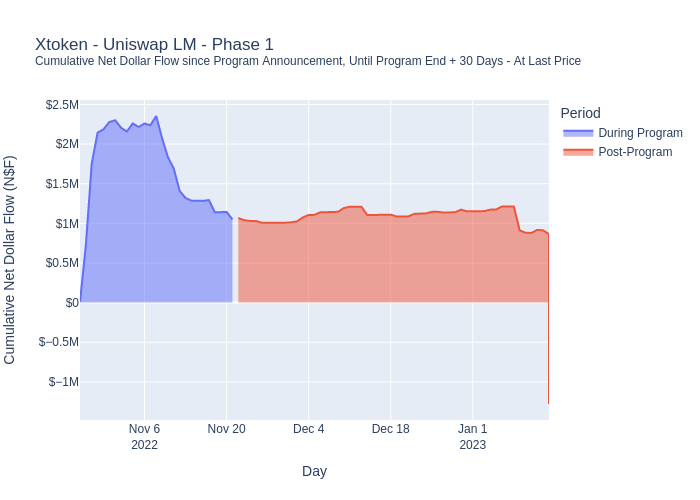 Xtoken - Uniswap LM - Phase 1
Cumulative Net Dollar Flow since Program Announcement, Until Program End + 30 Days - At Last Price
Cumulative Net Dollar Flow (N$F)
$2.5M
$2M
$1.5M
$1M
$0.5M
$0
$−0.5M
$−1M
Nov 6
2022
Nov 20
Dec 4
Dec 18
Jan 1
2023
Day
Period
During Program
Post-Program